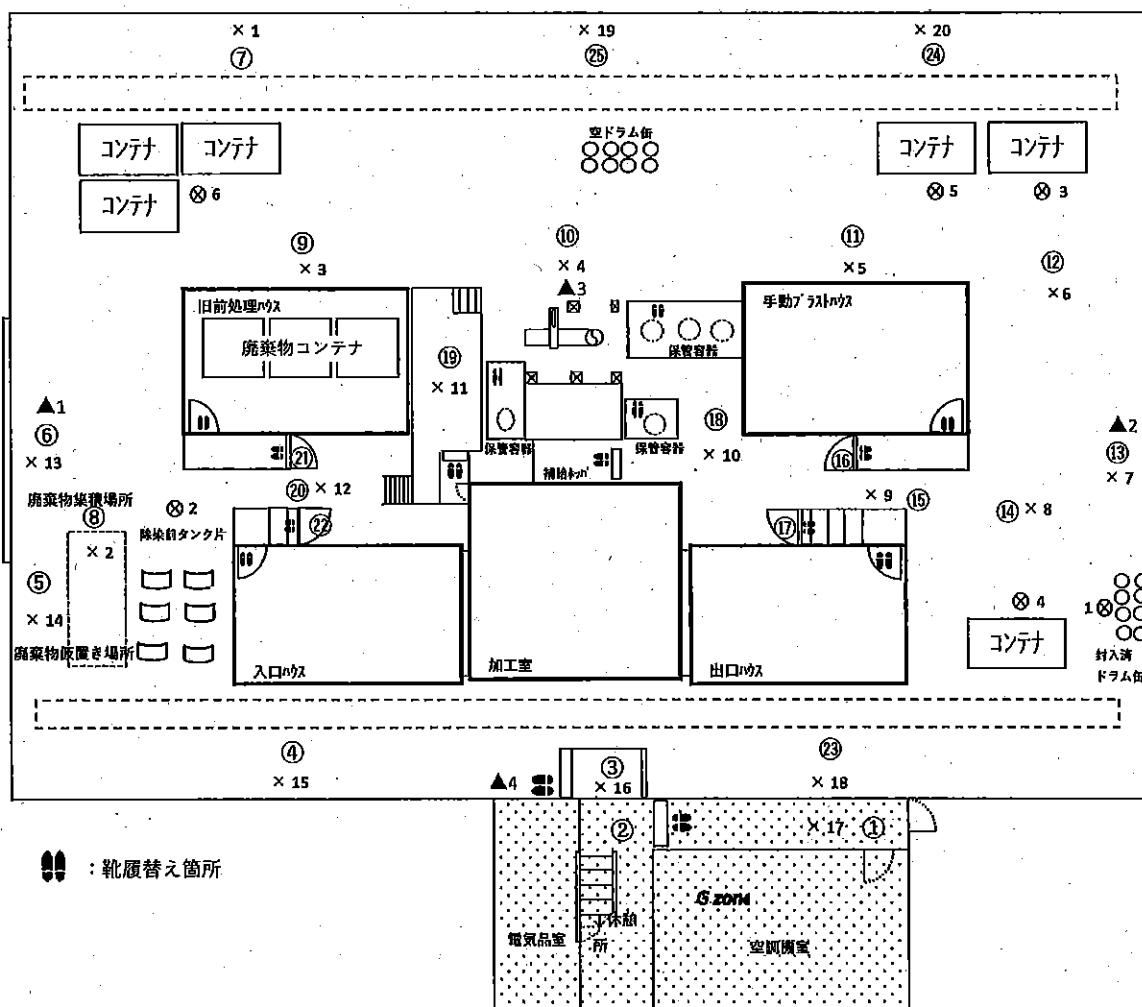 × 1
× 19
× 20
⑦
㉕
㉔
コンテナ
コンテナ
空ドラム缶
コンテナ
コンテナ
コンテナ
⊗ 6
⊗ 5
⊗ 3
⑨
⑩
⑪
⑫
× 3
× 4
× 5
× 6
▲3
旧前処理ハウス
手動ブラストハウス
廃棄物コンテナ
保管容器
⑲
× 11
▲1
⑱
▲2
⑥
保管容器
保管容器
⑬
× 13
㉑
補助ホッパ
× 10
⑯
× 7
⑳
× 12
× 9
⑮
廃棄物集積場所
⑧
⊗ 2
除染前タンク片
㉒
⑰
⑭
× 8
× 2
⑤
× 14
⊗ 4
1 ⊗
コンテナ
廃棄物仮置き場所
封入済
ドラム缶
入口ハウス
加工室
出口ハウス
④
③
㉓
× 15
▲4
× 16
× 18
②
× 17
①
：靴履替え箇所
G zone
休憩
所
電気品室
空調機室